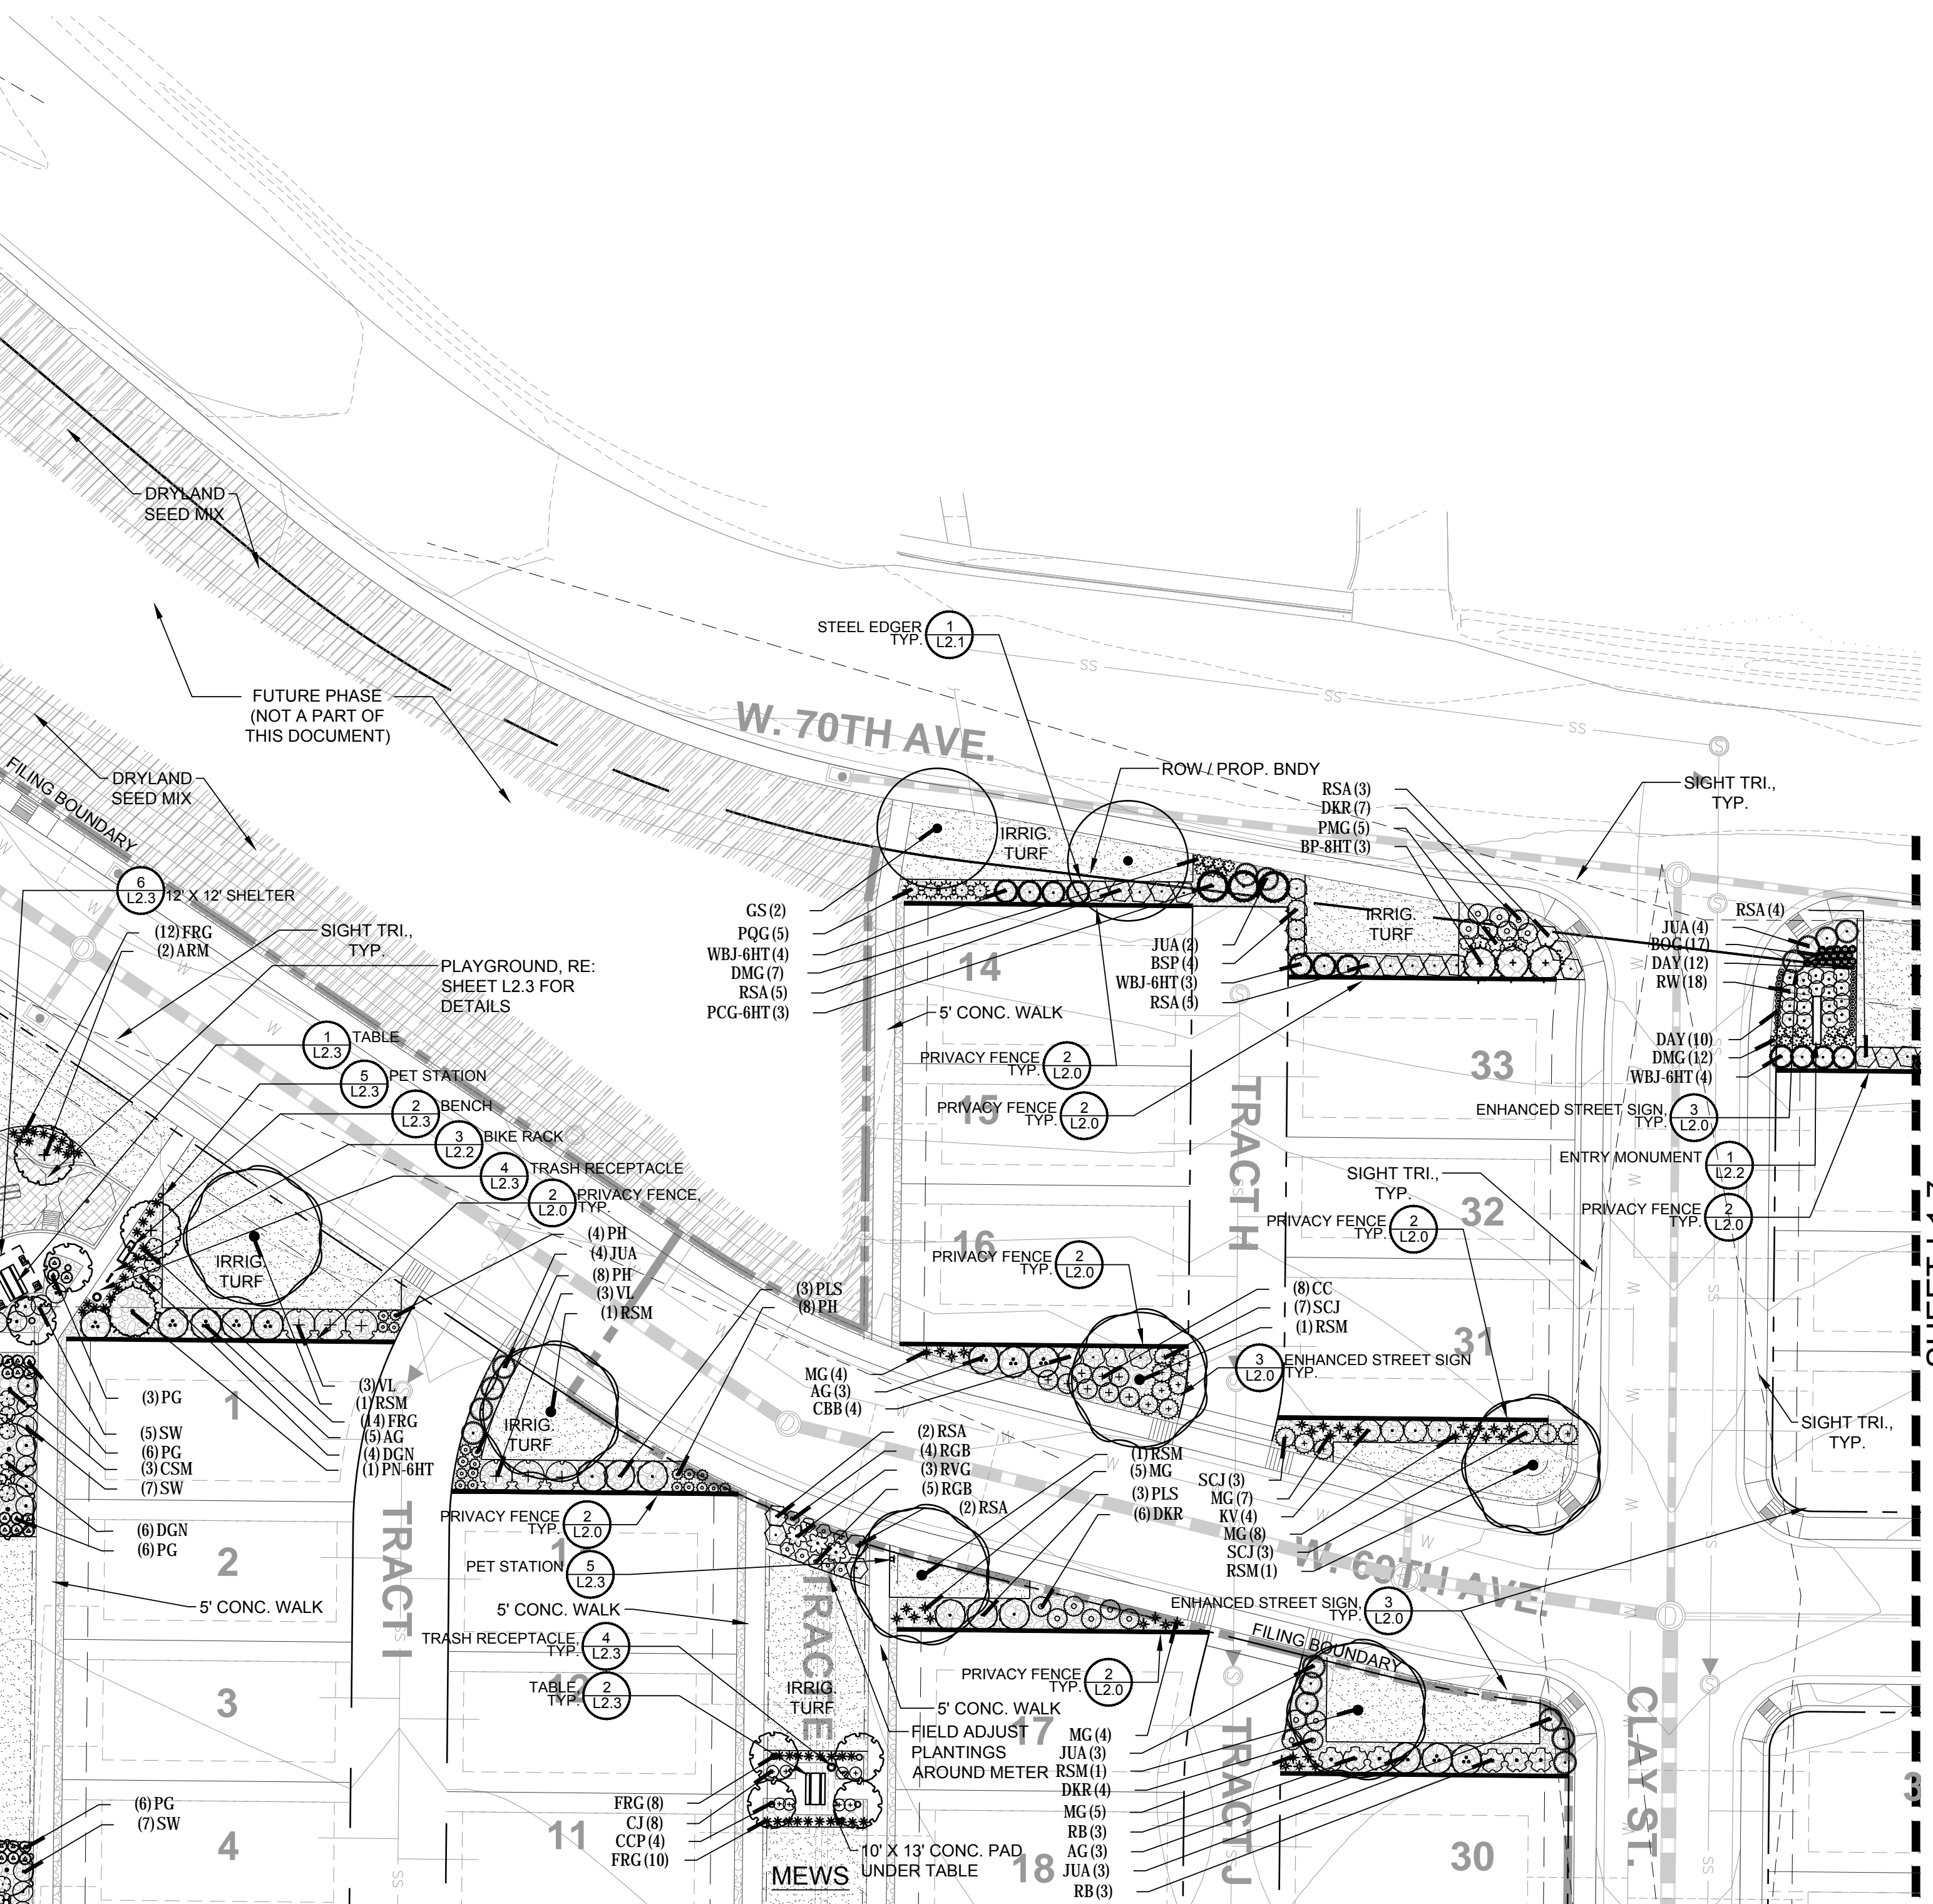 DRYLAND
SEED MIX
FUTURE PHASE
(NOT A PART OF
THIS DOCUMENT)
DRYLAND
SEED MIX
FILING BOUNDARY
STEEL EDGER
TYP.
1
L2.1
W. 70TH AVE.
SS
SS
SS
ROW / PROP. BNDY
IRRIG.
TURF
RSA (3)
DKR (7)
PMG (5)
BP-8HT (3)
SIGHT TRI.,
TYP.
6
L2.3
12' X 12' SHELTER
(12) FRG
(2) ARM
SIGHT TRI.,
TYP.
PLAYGROUND, RE:
SHEET L2.3 FOR
DETAILS
GS (2)
PQG (5)
WBJ-6HT (4)
DMG (7)
RSA (5)
PCG-6HT (3)
14
JUA (2)
BSP (4)
WBJ-6HT (3)
RSA (5)
IRRIG.
TURF
RSA (4)
JUA (4)
BOG (17)
DAY (12)
RW (18)
DAY (10)
DMG (12)
WBJ-6HT (4)
5' CONC. WALK
1
L2.3
TABLE
5
L2.3
PET STATION
2
L2.3
BENCH
3
L2.2
BIKE RACK
4
L2.3
TRASH RECEPTACLE
2
L2.0
PRIVACY FENCE,
TYP.
PRIVACY FENCE
TYP.
2
L2.0
PRIVACY FENCE
TYP.
2
L2.0
15
33
TRACT H
ENHANCED STREET SIGN,
TYP.
3
L2.0
ENTRY MONUMENT
1
L2.2
PRIVACY FENCE
TYP.
2
L2.0
SIGHT TRI.,
TYP.
PRIVACY FENCE
TYP.
2
L2.0
32
16
PRIVACY FENCE
TYP.
2
L2.0
IRRIG.
TURF
(4) PH
(4) JUA
(8) PH
(3) VL
(1) RSM
(3) PLS
(8) PH
(8) CC
(7) SCJ
(1) RSM
31
3
L2.0
ENHANCED STREET SIGN
TYP.
MG (4)
AG (3)
CBB (4)
(3) PG
1
(5) SW
(6) PG
(3) CSM
(7) SW
(3) VL
(1) RSM
(14) FRG
(5) AG
(4) DGN
(1) PN-6HT
IRRIG.
TURF
SIGHT TRI.,
TYP.
(2) RSA
(4) RGB
(3) RVG
(5) RGB
(2) RSA
(1) RSM
(5) MG
(3) PLS
(6) DKR
SCJ (3)
MG (7)
KV (4)
MG (8)
SCJ (3)
RSM (1)
(6) DGN
(6) PG
TRACT I
PRIVACY FENCE
TYP.
2
L2.0
PET STATION
5
L2.3
W. 69TH AVE.
2
5' CONC. WALK
5' CONC. WALK
TRASH RECEPTACLE,
TYP.
4
L2.3
TABLE,
TYP.
2
L2.3
12
TRACT E
IRRIG.
TURF
ENHANCED STREET SIGN,
TYP.
3
L2.0
FILING BOUNDARY
PRIVACY FENCE
TYP.
2
L2.0
5' CONC. WALK
3
17
FIELD ADJUST
PLANTINGS
AROUND METER
MG (4)
JUA (3)
RSM (1)
DKR (4)
MG (5)
RB (3)
AG (3)
JUA (3)
RB (3)
TRACT J
CLAY ST.
3
(6) PG
(7) SW
4
11
FRG (8)
CJ (8)
CCP (4)
FRG (10)
10' X 13' CONC. PAD
UNDER TABLE
MEWS
18
30